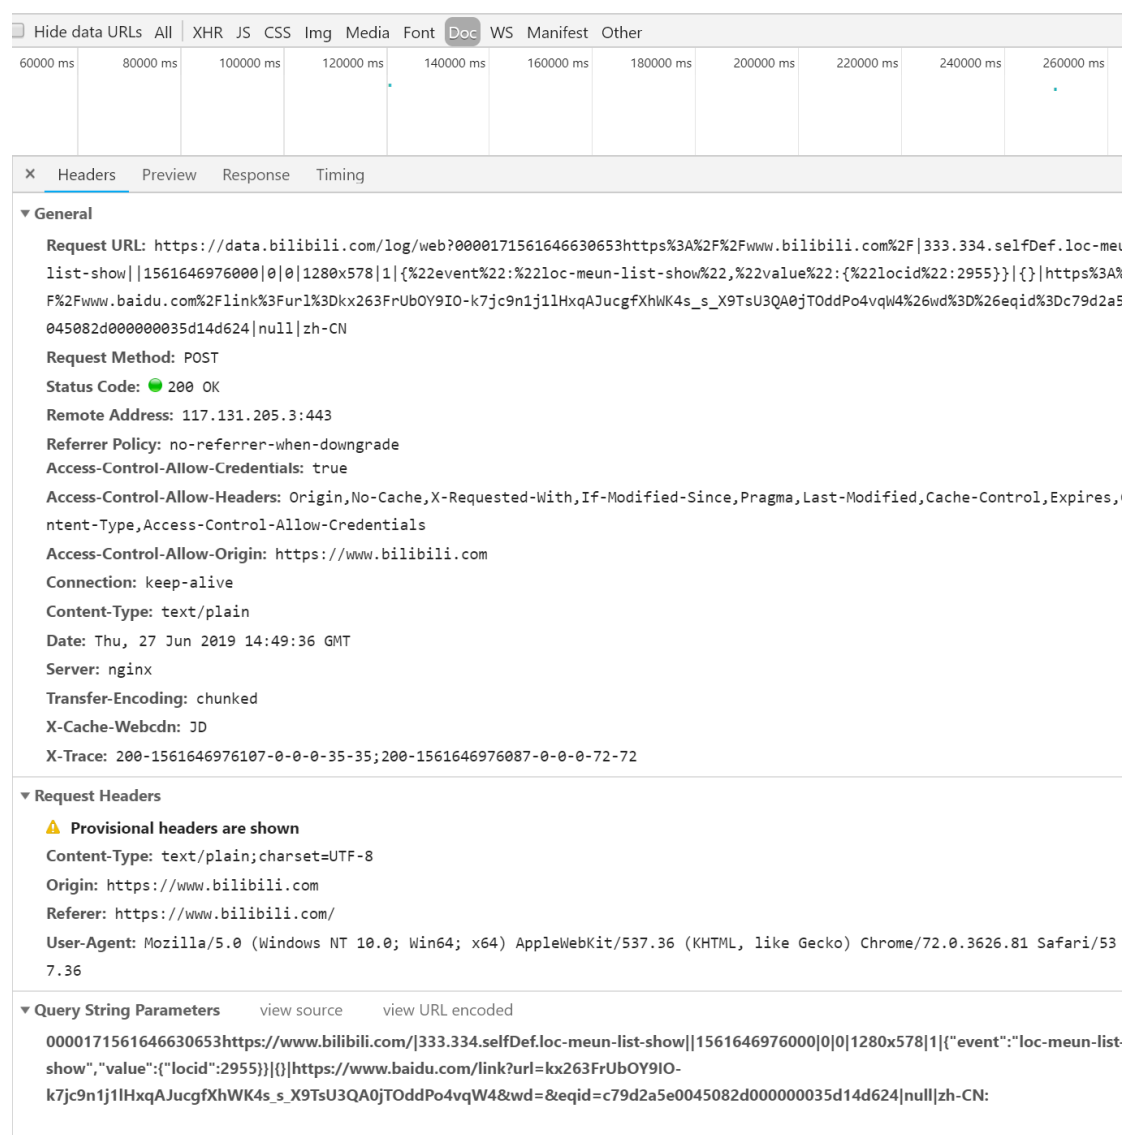 Hide data URLs All XHR JS CSS Img Media Font Doc WS Manifest Other
60000 ms 80000 ms 100000 ms 120000 ms 140000 ms 160000 ms 180000 ms 200000 ms 220000 ms 240000 ms 260000 ms
× Headers Preview Response Timing
▼ General
Request URL: https://data.bilibili.com/log/web?0000171561646630653https%3A%2F%2Fwww.bilibili.com%2F|333.334.selfDef.loc-meu
list-show||1561646976000|0|0|1280x578|1|{%22event%22:%22loc-meun-list-show%22,%22value%22:{%22locid%22:2955}}|{}|https%3A%
F%2Fwww.baidu.com%2Flink%3Furl%3Dkx263FrUbOY9IO-k7jc9n1j1lHxqAJucgfXhWK4s_s_X9TsU3QA0jTOddPo4vqW4%26wd%3D%26eqid%3Dc79d2a5
045082d000000035d14d624|null|zh-CN
Request Method: POST
Status Code: 200 OK
Remote Address: 117.131.205.3:443
Referrer Policy: no-referrer-when-downgrade
Access-Control-Allow-Credentials: true
Access-Control-Allow-Headers: Origin,No-Cache,X-Requested-With,If-Modified-Since,Pragma,Last-Modified,Cache-Control,Expires,
ntent-Type,Access-Control-Allow-Credentials
Access-Control-Allow-Origin: https://www.bilibili.com
Connection: keep-alive
Content-Type: text/plain
Date: Thu, 27 Jun 2019 14:49:36 GMT
Server: nginx
Transfer-Encoding: chunked
X-Cache-Webcdn: JD
X-Trace: 200-1561646976107-0-0-0-35-35;200-1561646976087-0-0-0-72-72
▼ Request Headers
Provisional headers are shown
Content-Type: text/plain;charset=UTF-8
Origin: https://www.bilibili.com
Referer: https://www.bilibili.com/
User-Agent: Mozilla/5.0 (Windows NT 10.0; Win64; x64) AppleWebKit/537.36 (KHTML, like Gecko) Chrome/72.0.3626.81 Safari/53
7.36
▼ Query String Parameters view source view URL encoded
0000171561646630653https://www.bilibili.com/|333.334.selfDef.loc-meun-list-show||1561646976000|0|0|1280x578|1|{"event":"loc-meun-list-
show","value":{"locid":2955}}|{}|https://www.baidu.com/link?url=kx263FrUbOY9IO-
k7jc9n1j1lHxqAJucgfXhWK4s_s_X9TsU3QA0jTOddPo4vqW4&wd=&eqid=c79d2a5e0045082d000000035d14d624|null|zh-CN: